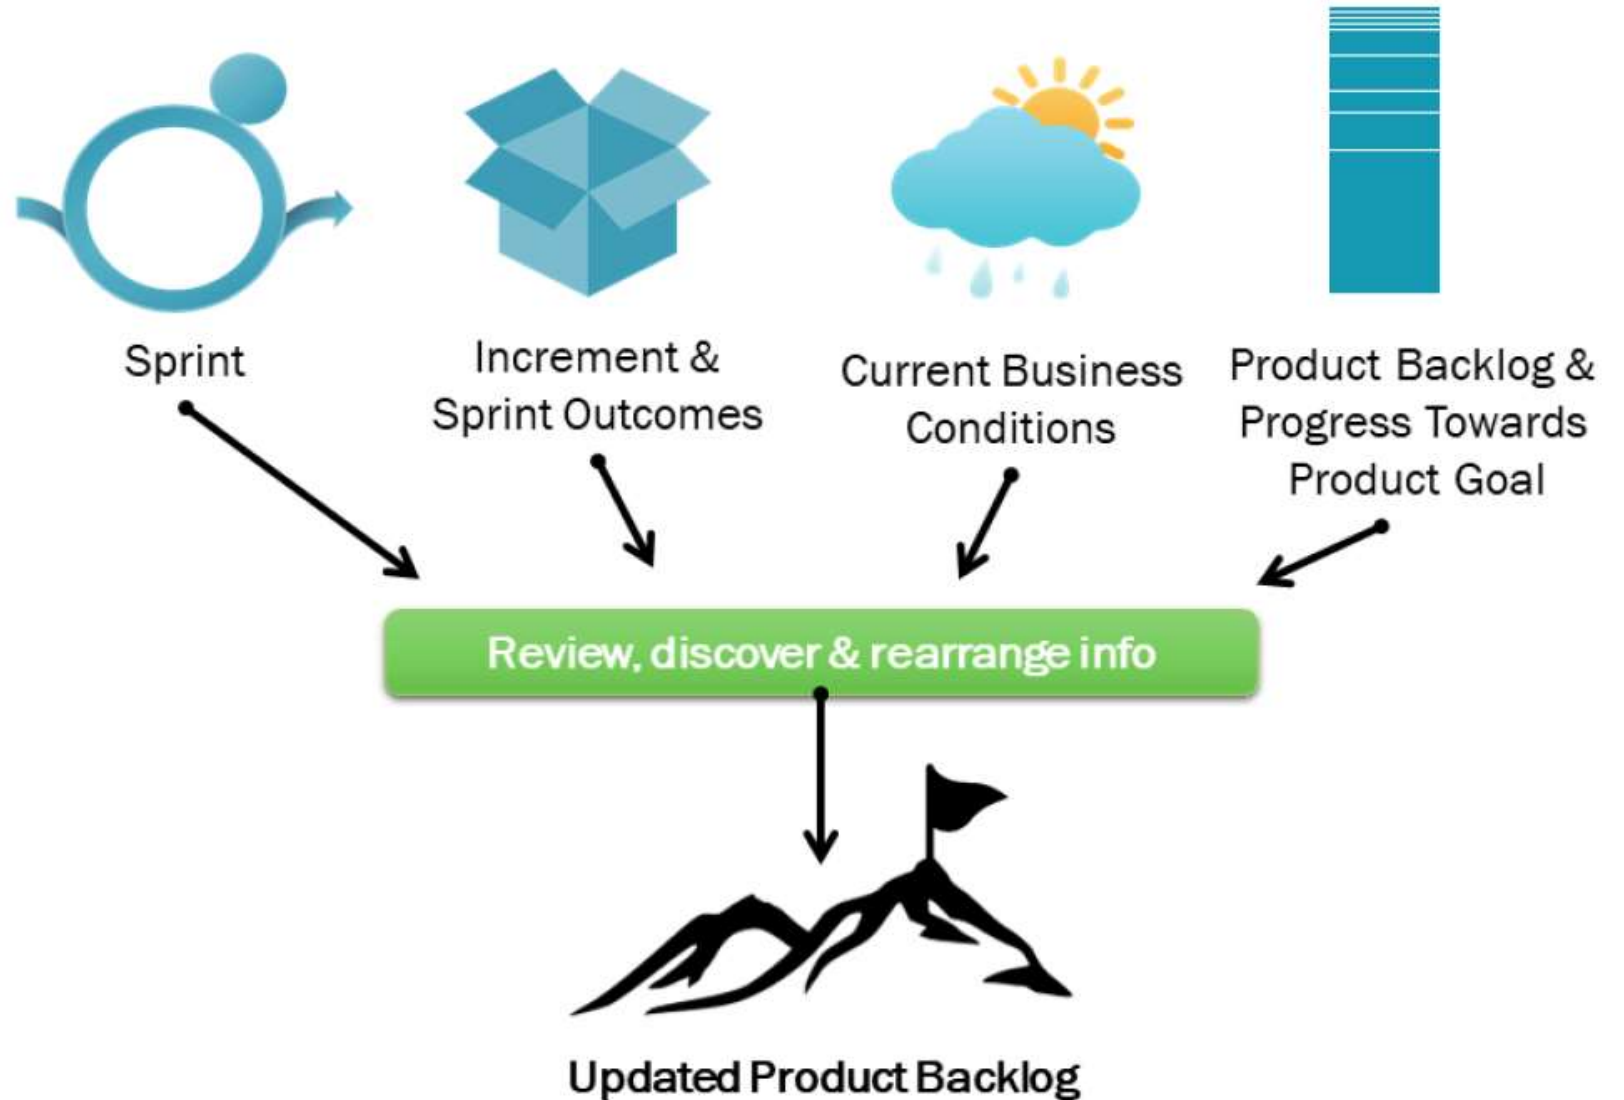 Sprint
Increment &
Sprint Outcomes
Current Business
Conditions
Product Backlog &
Progress Towards
Product Goal
Review, discover & rearrange info
Updated Product Backlog